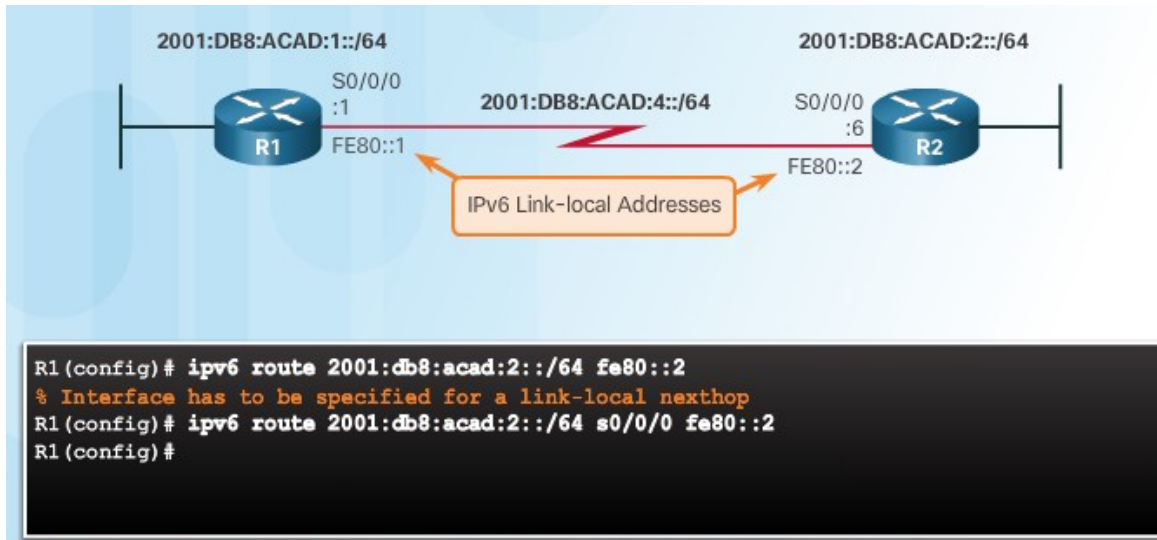 2001:DB8:ACAD:1::/64
2001:DB8:ACAD:2::/64
S0/0/0
:1
2001:DB8:ACAD:4::/64
S0/0/0
:6
R1
FE80::1
R2
FE80::2
IPv6 Link-local Addresses
R1(config)# ipv6 route 2001:db8:acad:2::/64 fe80::2
% Interface has to be specified for a link-local nexthop
R1(config)# ipv6 route 2001:db8:acad:2::/64 s0/0/0 fe80::2
R1(config)#